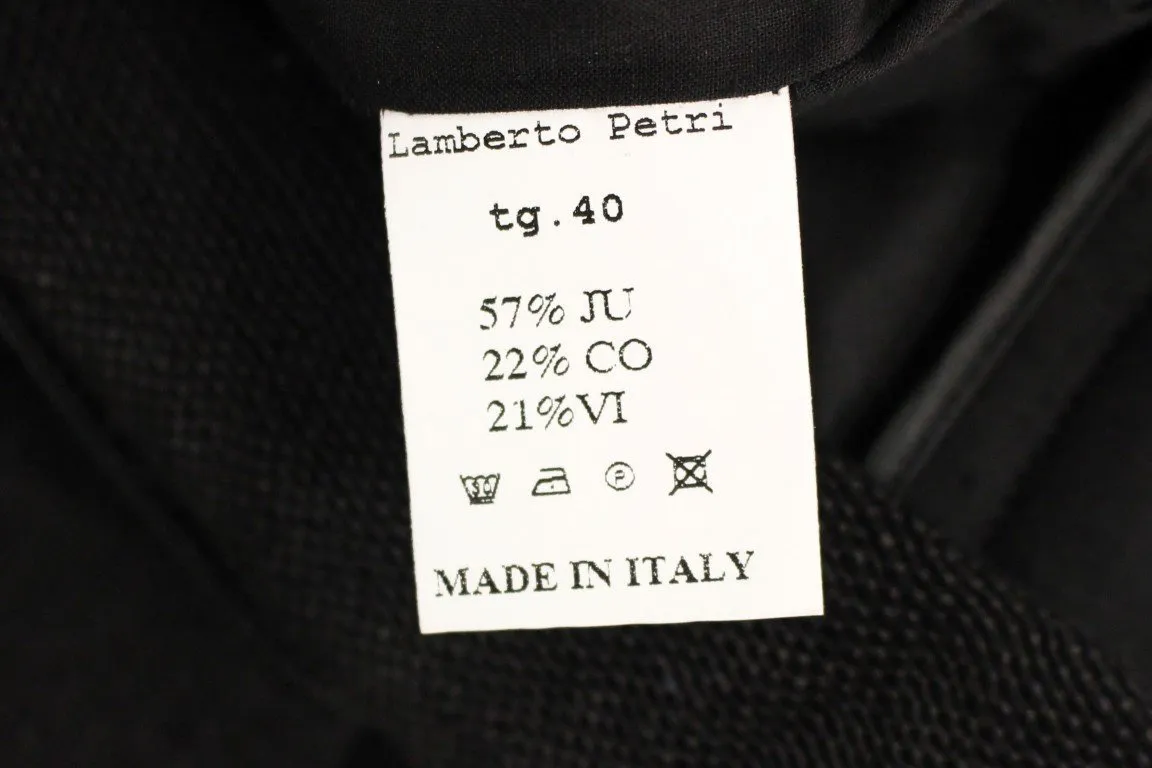 Lamberto Petri
tg.40
57% JU
22% CO
21%VI
P
MADE IN ITALY